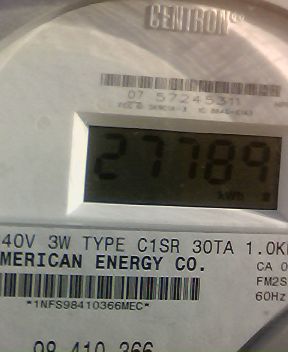 CENTRON®
07 57245311
27789
kWh
40V 3W TYPE C1SR 30TA 1.0K
MERICAN ENERGY CO.
CA 0
FM2S
60Hz
*1NFS98410366MEC*
98 410 366